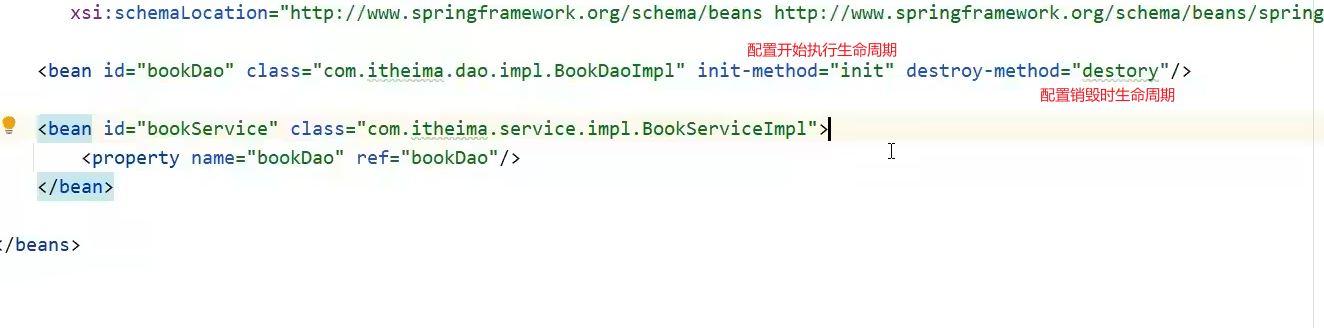 xsi:schemaLocation="http://www.springframework.org/schema/beans http://www.springframework.org/schema/beans/spring
配置开始执行生命周期
<bean id="bookDao" class="com.itheima.dao.impl.BookDaoImpl" init-method="init" destroy-method="destory"/>
配置销毁时生命周期
<bean id="bookService" class="com.itheima.service.impl.BookServiceImpl">
<property name="bookDao" ref="bookDao"/>
</bean>
</beans>